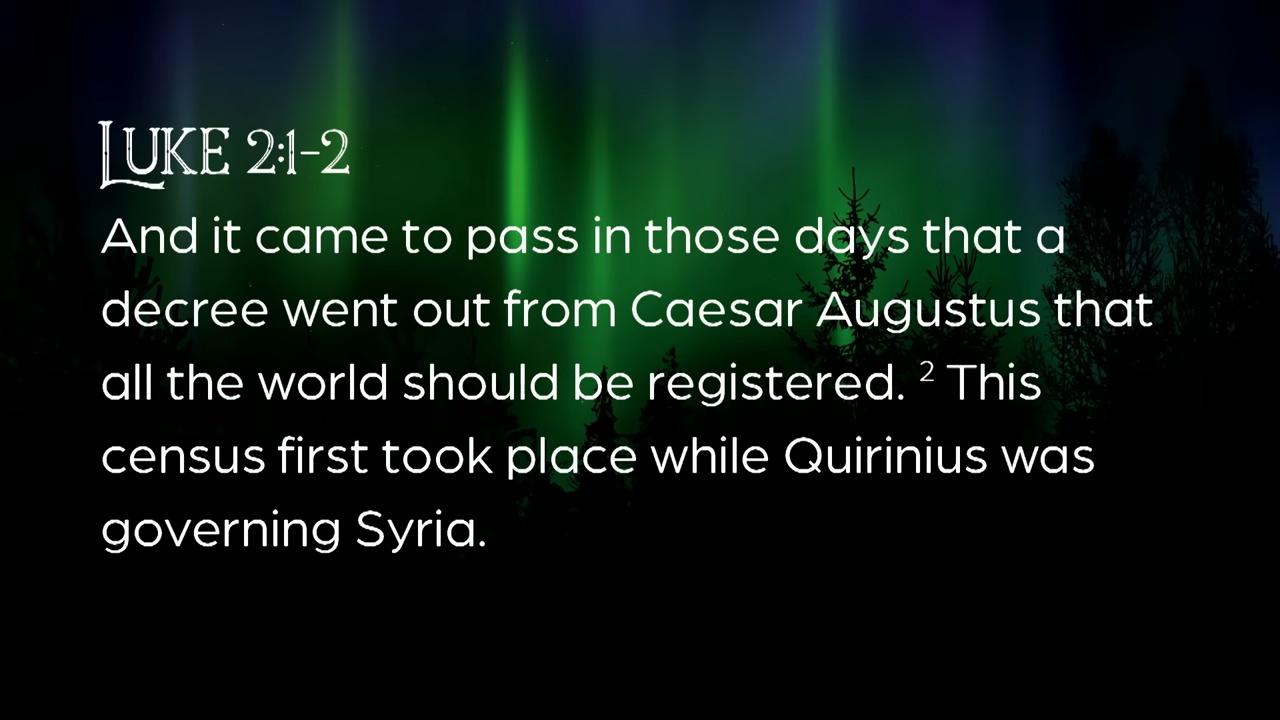 Luke 2:1-2
And it came to pass in those days that a
decree went out from Caesar Augustus that
all the world should be registered. ² This
census first took place while Quirinius was
governing Syria.